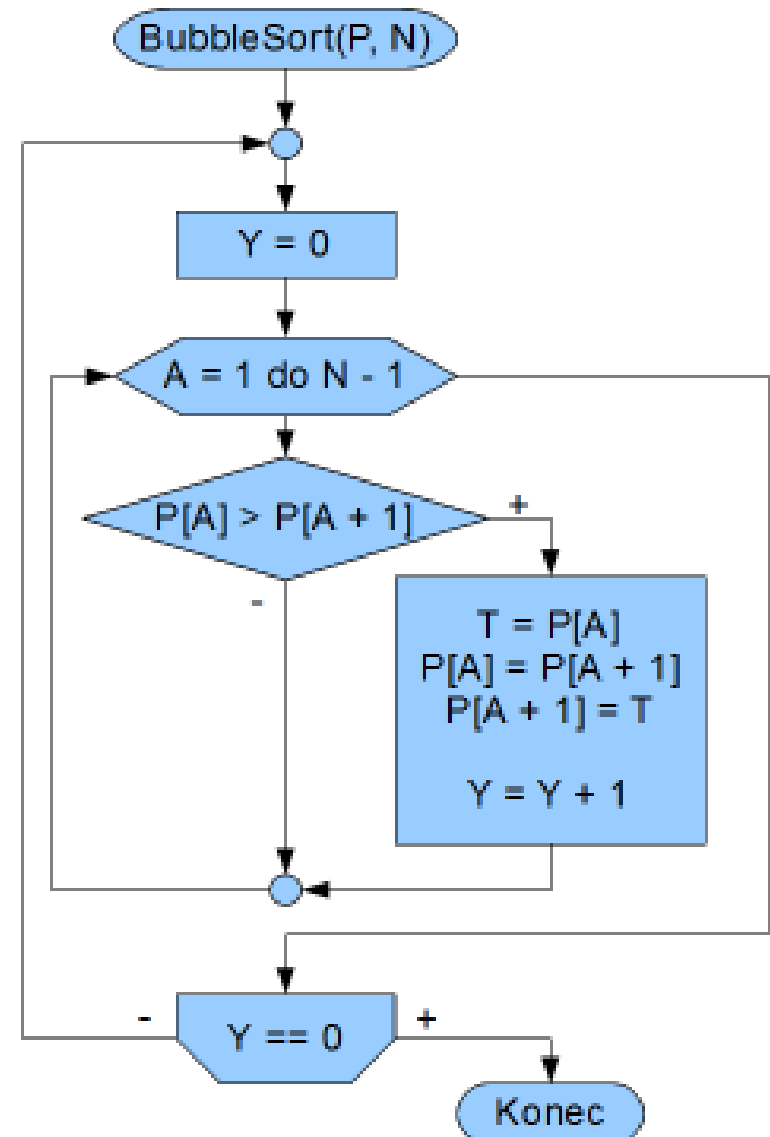 BubbleSort(P, N)
Y = 0
A = 1 do N - 1
P[A] > P[A + 1]
+
-
T = P[A]
P[A] = P[A + 1]
P[A + 1] = T
Y = Y + 1
-
Y == 0
+
Konec